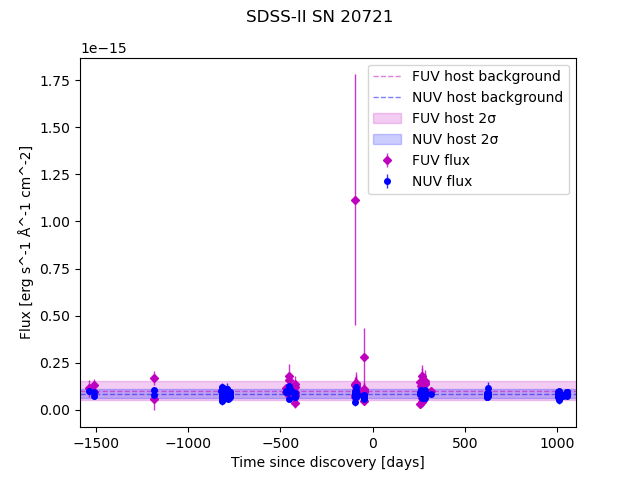 SDSS-II SN 20721
1e−15
FUV host background
NUV host background
FUV host 2σ
NUV host 2σ
FUV flux
NUV flux
1.75
1.50
1.25
1.00
0.75
0.50
0.25
0.00
Flux [erg s^-1 Å^-1 cm^-2]
−1500
−1000
−500
0
500
1000
Time since discovery [days]